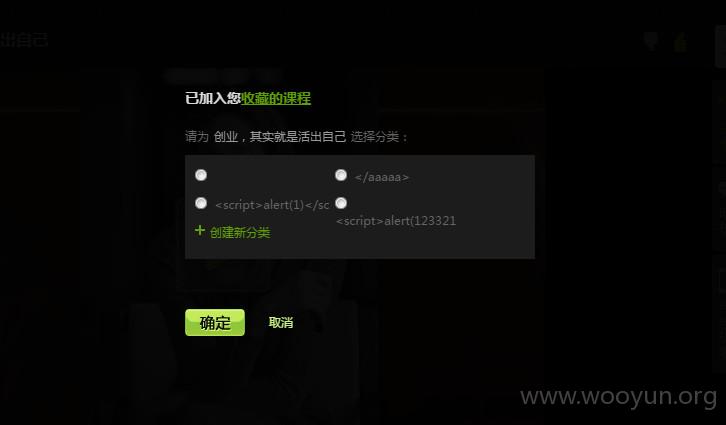 出自己
已加入您收藏的课程
请为 创业，其实就是活出自己 选择分类：
</aaaaa>
<script>alert(1)</sc
<script>alert(123321
+ 创建新分类
确定 取消
www.wooyun.org